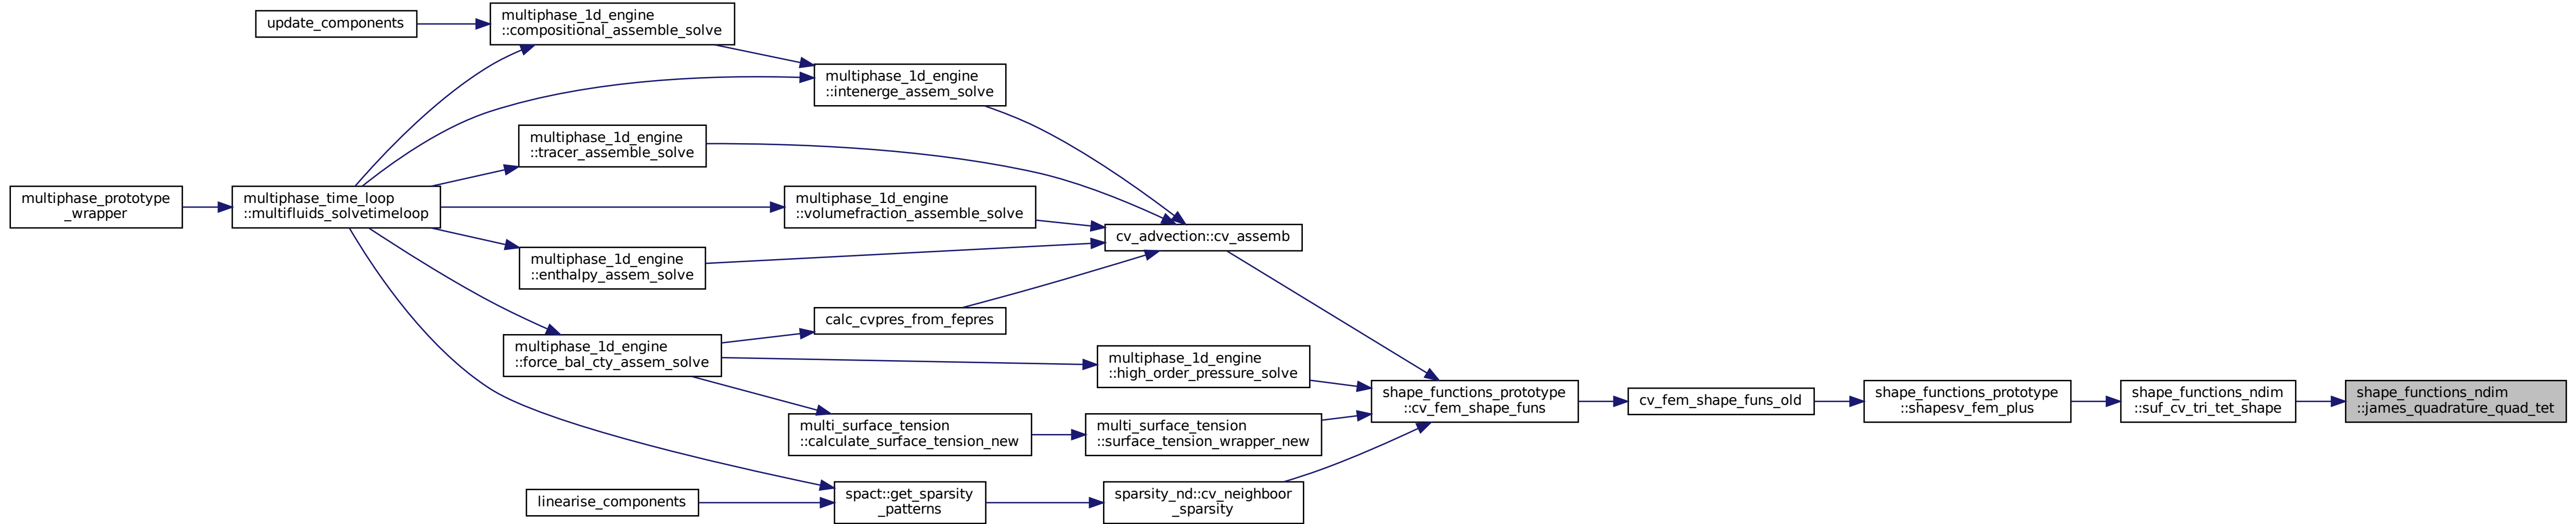 update_components
multiphase_1d_engine
::compositional_assemble_solve
multiphase_1d_engine
::intenerge_assem_solve
multiphase_1d_engine
::tracer_assemble_solve
multiphase_prototype
_wrapper
multiphase_time_loop
::multifluids_solvetimeloop
multiphase_1d_engine
::volumefraction_assemble_solve
cv_advection::cv_assemb
multiphase_1d_engine
::enthalpy_assem_solve
calc_cvpres_from_fepres
multiphase_1d_engine
::force_bal_cty_assem_solve
multiphase_1d_engine
::high_order_pressure_solve
shape_functions_prototype
::cv_fem_shape_funs
cv_fem_shape_funs_old
shape_functions_prototype
::shapesv_fem_plus
shape_functions_ndim
::suf_cv_tri_tet_shape
shape_functions_ndim
::james_quadrature_quad_tet
multi_surface_tension
::calculate_surface_tension_new
multi_surface_tension
::surface_tension_wrapper_new
linearise_components
spact::get_sparsity
_patterns
sparsity_nd::cv_neighboor
_sparsity